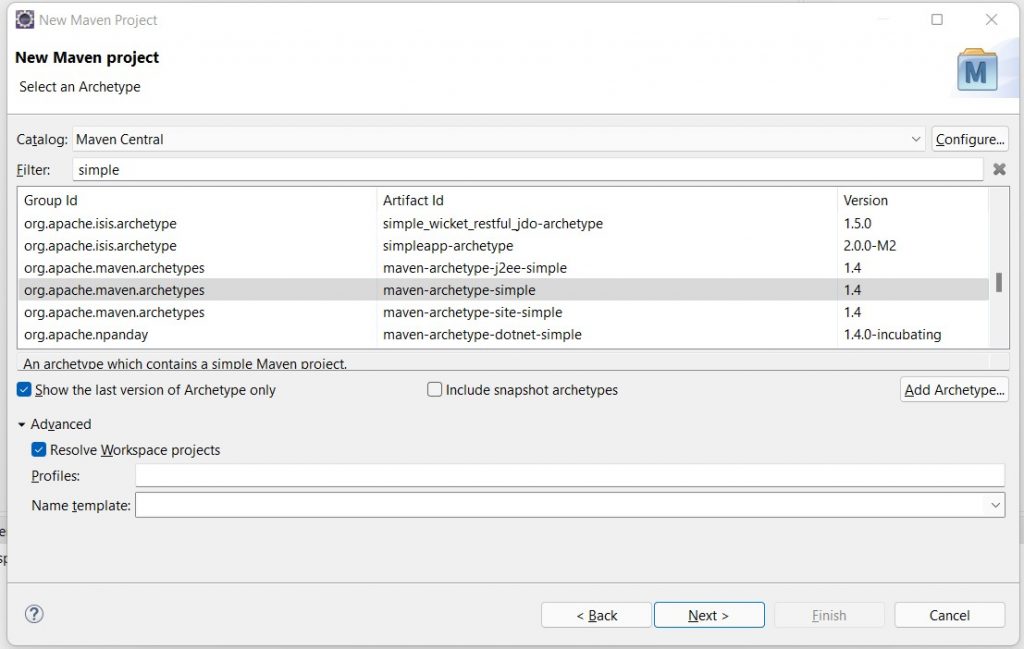 New Maven Project
New Maven project
Select an Archetype
M
Catalog: Maven Central Configure...
Filter: simple
Group Id Artifact Id Version
org.apache.isis.archetype simple_wicket_restful_jdo-archetype 1.5.0
org.apache.isis.archetype simpleapp-archetype 2.0.0-M2
org.apache.maven.archetypes maven-archetype-j2ee-simple 1.4
org.apache.maven.archetypes maven-archetype-simple 1.4
org.apache.maven.archetypes maven-archetype-site-simple 1.4
org.apache.npanday maven-archetype-dotnet-simple 1.4.0-incubating
An archetype which contains a simple Maven project.
Show the last version of Archetype only Include snapshot archetypes Add Archetype...
Advanced
Resolve Workspace projects
Profiles:
Name template:
? < Back Next > Finish Cancel